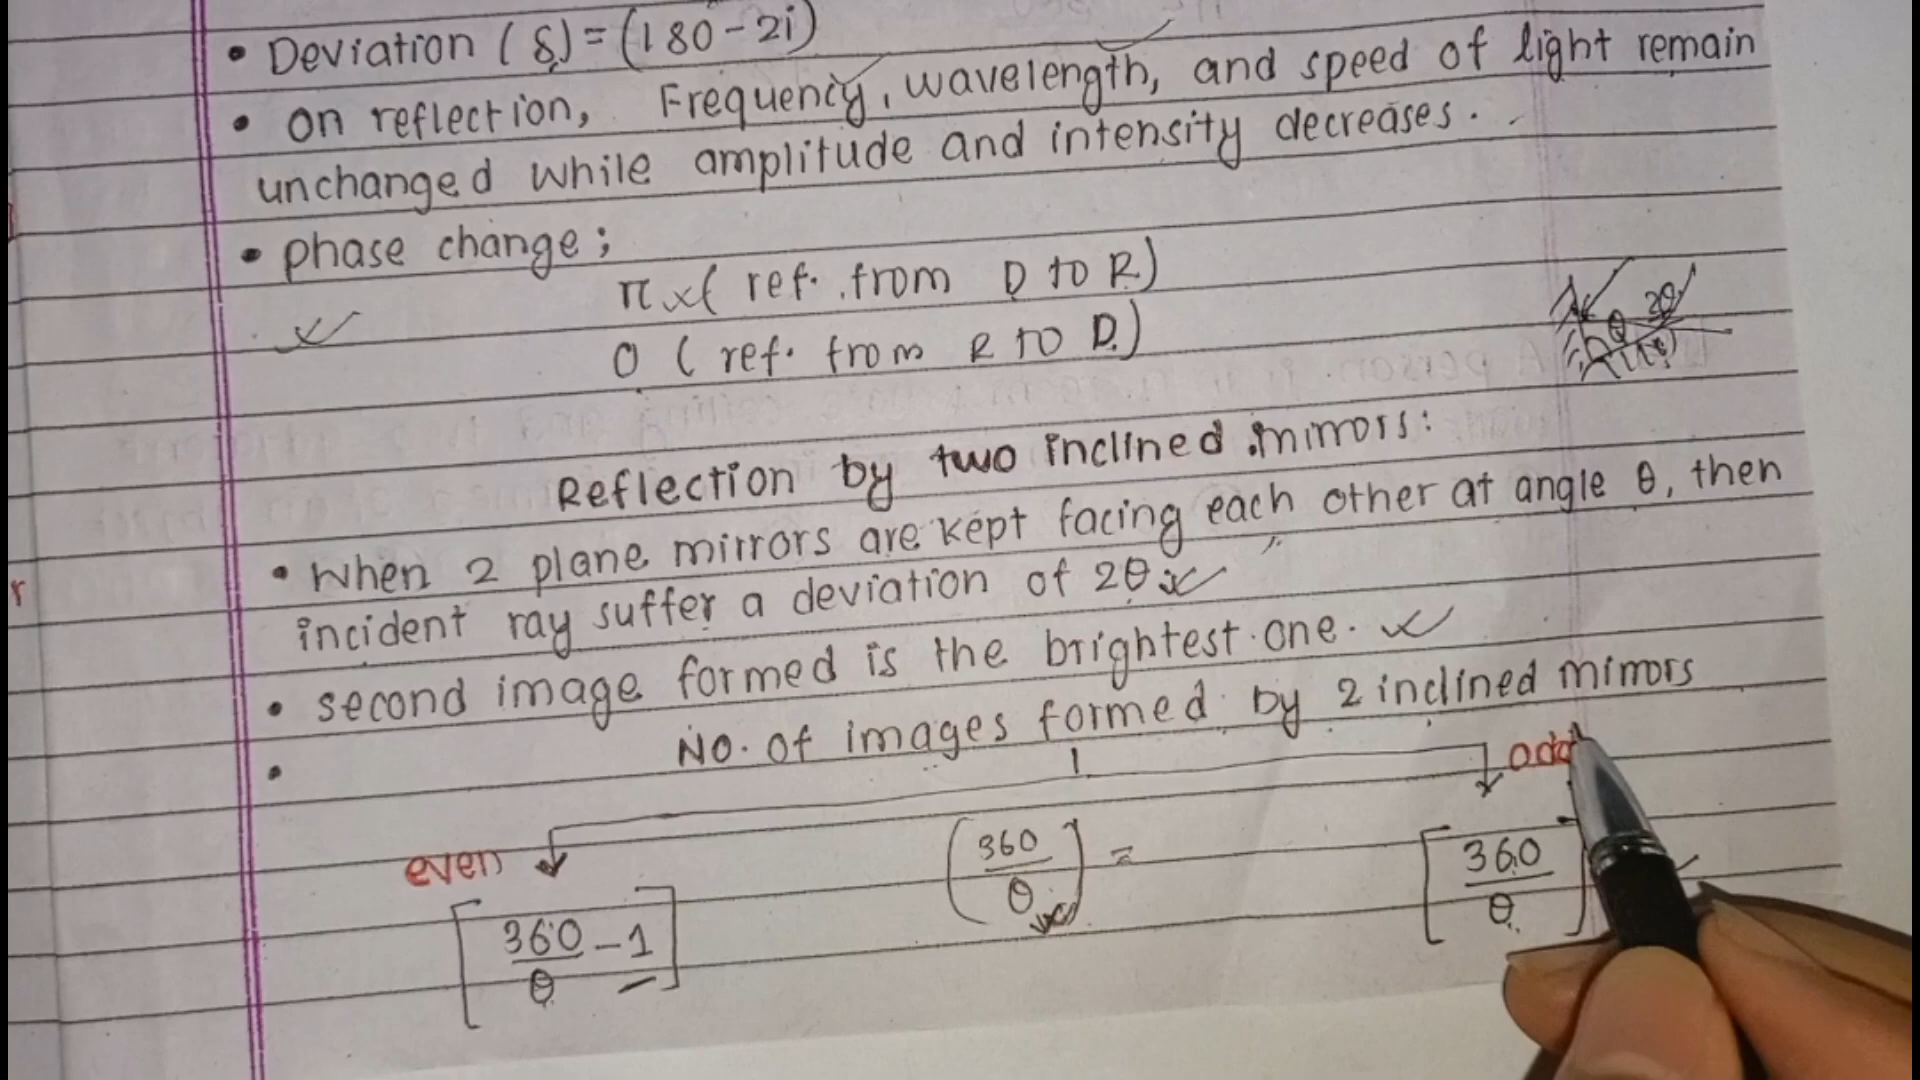 • Deviation (δ) = (180 - 2i)
• on reflection, Frequency, wavelength, and speed of light remain
unchanged while amplitude and intensity decreases.
• phase change;
π ( ref. from D to R)
0 ( ref. from R to D.)
θ 2θ
Reflection by two inclined mirrors:
• When 2 plane mirrors are kept facing each other at angle θ, then
incident ray suffer a deviation of 2θ
• second image formed is the brightest one.
• No. of images formed by 2 inclined mirrors
odd
even
(360/θ) =
[360/θ]
[360/θ - 1]
r